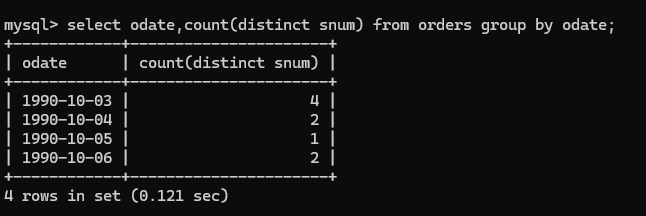 mysql> select odate,count(distinct snum) from orders group by odate;
+------------+----------------------+
| odate      | count(distinct snum) |
+------------+----------------------+
| 1990-10-03 |                    4 |
| 1990-10-04 |                    2 |
| 1990-10-05 |                    1 |
| 1990-10-06 |                    2 |
+------------+----------------------+
4 rows in set (0.121 sec)